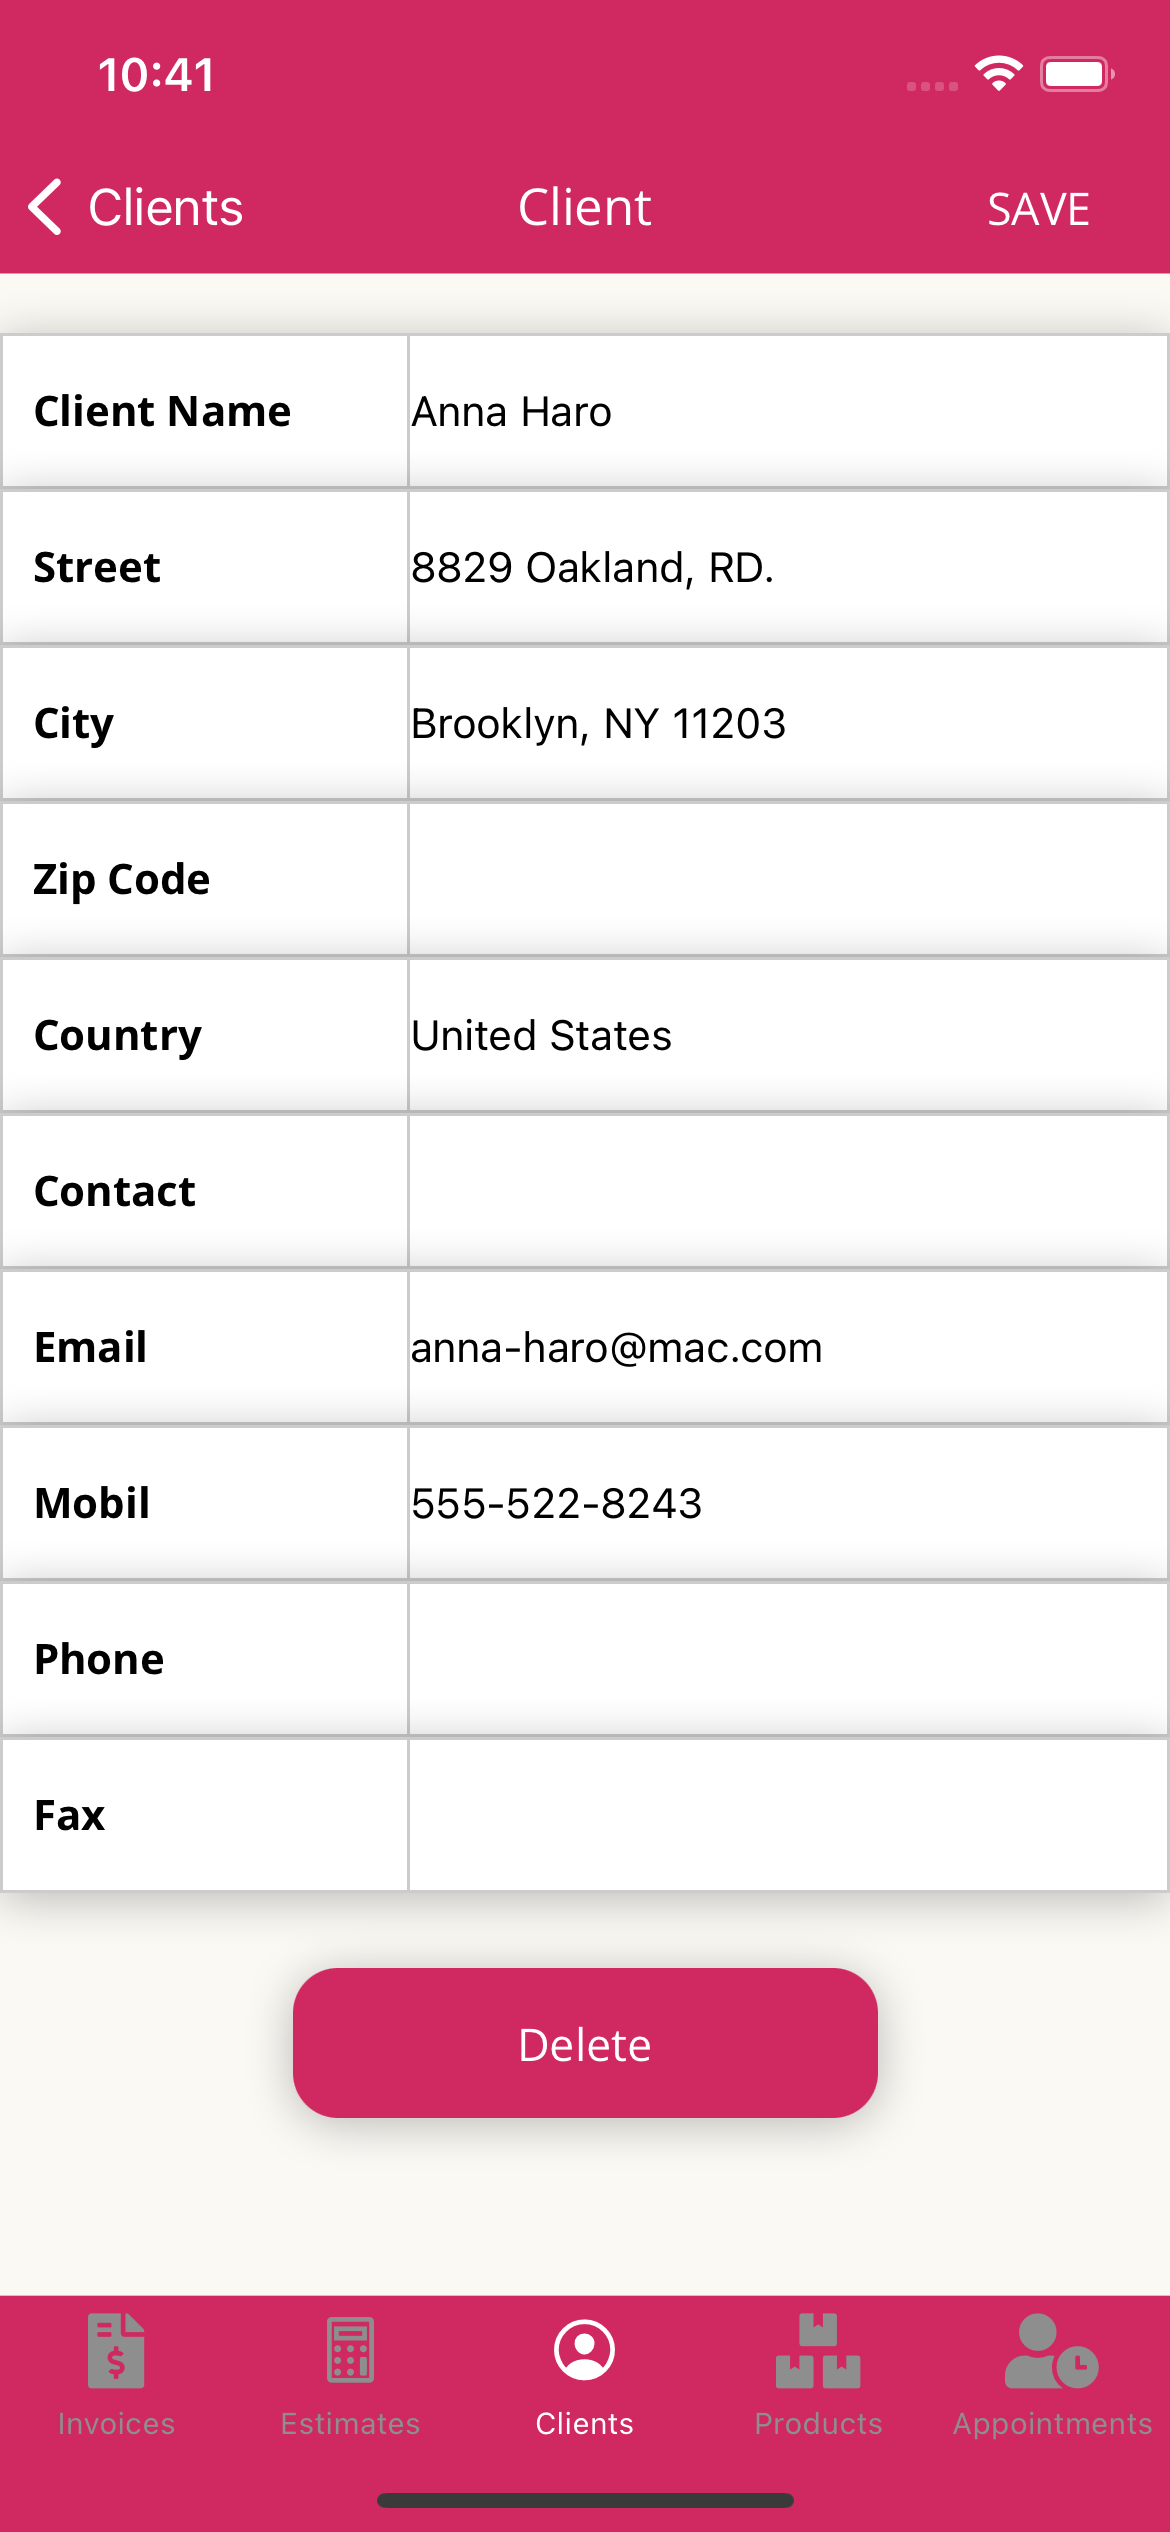 10:41
Clients
Client
SAVE
Client Name
Anna Haro
Street
8829 Oakland, RD.
City
Brooklyn, NY 11203
Zip Code
Country
United States
Contact
Email
anna-haro@mac.com
Mobil
555-522-8243
Phone
Fax
Delete
Invoices
Estimates
Clients
Products
Appointments